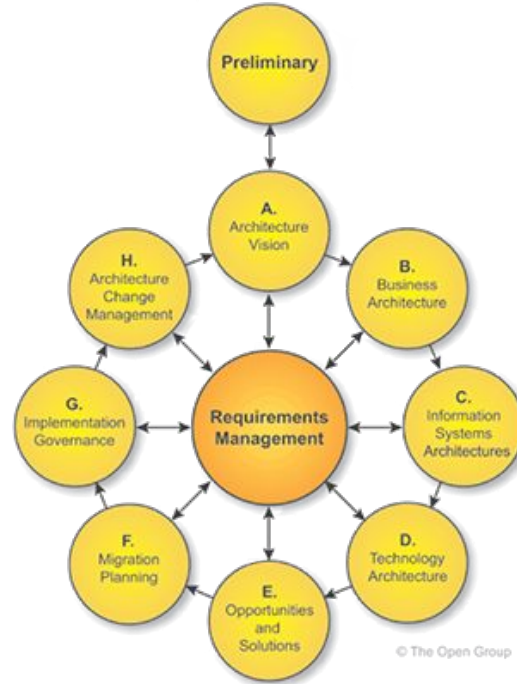 Preliminary
A.
Architecture
Vision
B.
Business
Architecture
C.
Information
Systems
Architectures
D.
Technology
Architecture
E.
Opportunities
and
Solutions
F.
Migration
Planning
G.
Implementation
Governance
H.
Architecture
Change
Management
Requirements
Management
© The Open Group